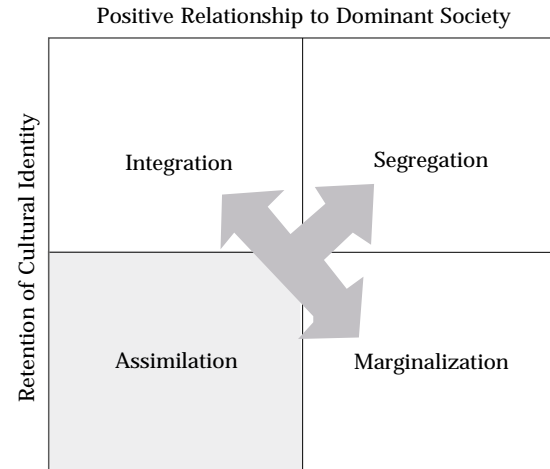 Positive Relationship to Dominant Society
Retention of Cultural Identity
Integration
Segregation
Assimilation
Marginalization